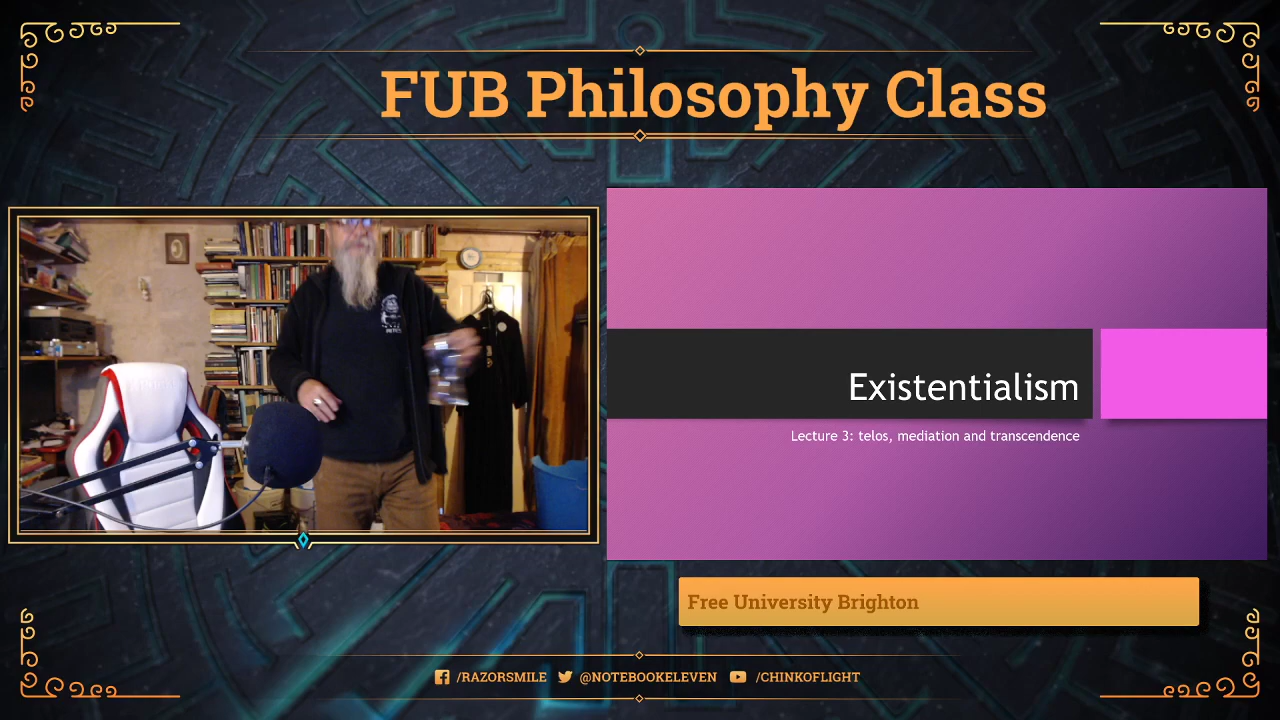 FUB Philosophy Class
Existentialism
Lecture 3: telos, mediation and transcendence
Free University Brighton
/RAZORSMILE @NOTEBOOKELEVEN /CHINKOFLIGHT